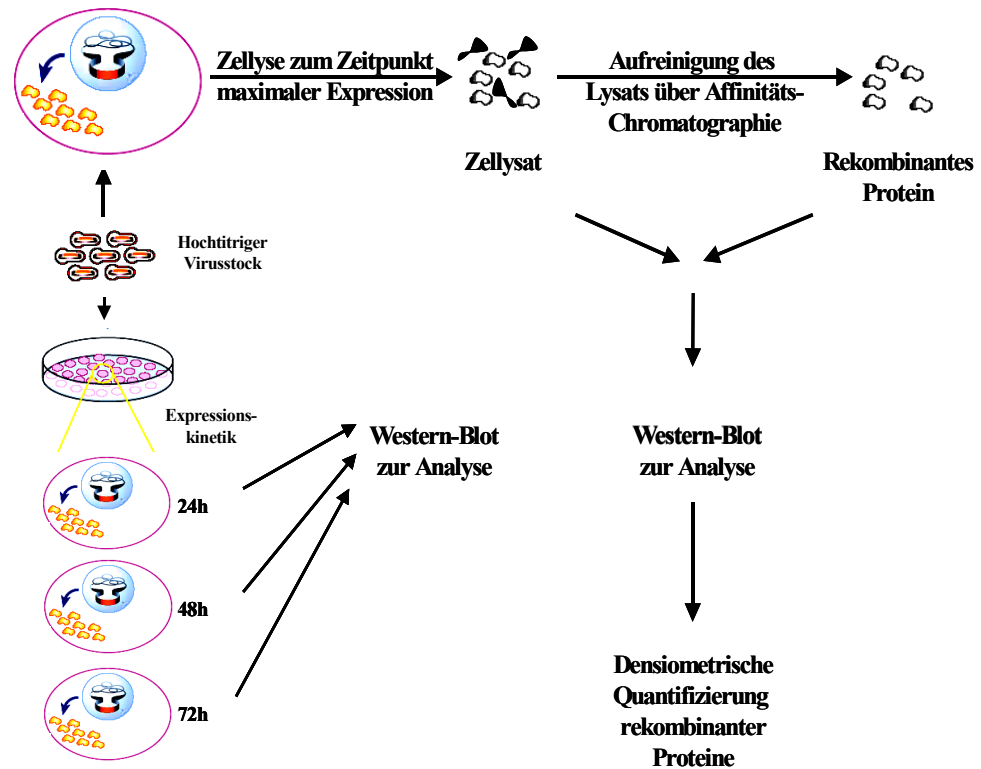 Zellyse zum Zeitpunkt
maximaler Expression
Aufreinigung des
Lysats über Affinitäts-
Chromatographie
Zellysat
Rekombinantes
Protein
Hochtitriger
Virusstock
Expressions-
kinetik
24h
48h
72h
Western-Blot
zur Analyse
Western-Blot
zur Analyse
Densiometrische
Quantifizierung
rekombinanter
Proteine